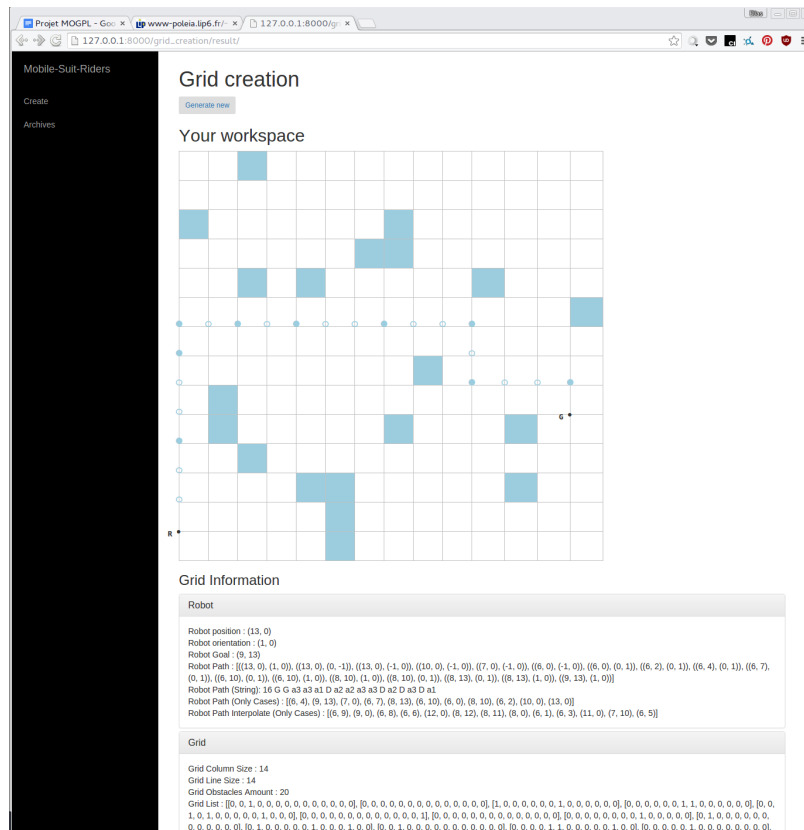 Projet MOGPL - Goo
www-poleia.lip6.fr/~
127.0.0.1:8000/gr
127.0.0.1:8000/grid_creation/result/
Mobile-Suit-Riders
Create
Archives
Grid creation
Generate new
Your workspace
G
R
Grid Information
Robot
Robot position : (13, 0)
Robot orientation : (1, 0)
Robot Goal : (9, 13)
Robot Path : [((13, 0), (1, 0)), ((13, 0), (0, -1)), ((13, 0), (-1, 0)), ((10, 0), (-1, 0)), ((7, 0), (-1, 0)), ((6, 0), (-1, 0)), ((6, 0), (0, 1)), ((6, 2), (0, 1)), ((6, 4), (0, 1)), ((6, 7),
(0, 1)), ((6, 10), (0, 1)), ((6, 10), (1, 0)), ((8, 10), (1, 0)), ((8, 10), (0, 1)), ((8, 13), (0, 1)), ((8, 13), (1, 0)), ((9, 13), (1, 0))]
Robot Path (String): 16 G G a3 a3 a1 D a2 a2 a3 a3 D a2 D a3 D a1
Robot Path (Only Cases) : [(6, 4), (9, 13), (7, 0), (6, 7), (8, 13), (6, 10), (6, 0), (8, 10), (6, 2), (10, 0), (13, 0)]
Robot Path Interpolate (Only Cases) : [(6, 9), (9, 0), (6, 8), (6, 6), (12, 0), (8, 12), (8, 11), (8, 0), (6, 1), (6, 3), (11, 0), (7, 10), (6, 5)]
Grid
Grid Column Size : 14
Grid Line Size : 14
Grid Obstacles Amount : 20